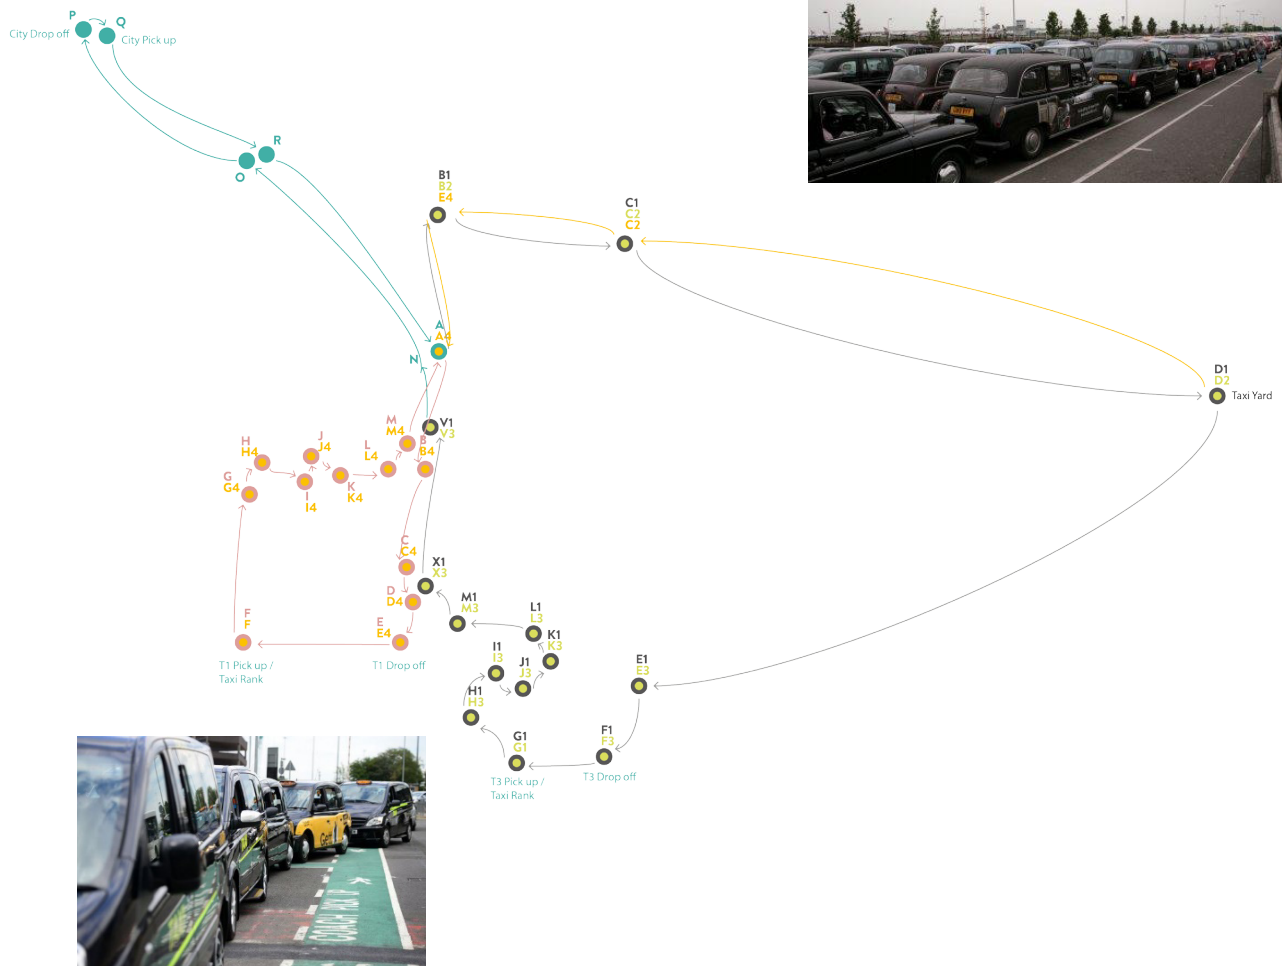 P
Q
City Drop off
City Pick up
R
O
B1
B2
E4
C1
C2
C2
A
A4
N
D1
D2
Taxi Yard
V1
V3
M
M4
B
B4
L
L4
J
J4
H
H4
K
K4
G
G4
I
I4
C
C4
X1
X3
D
D4
E
E4
F
F
T1 Pick up /
Taxi Rank
T1 Drop off
M1
M3
L1
L3
K1
K3
I1
I3
J1
J3
H1
H3
E1
E3
F1
F3
G1
G1
T3 Drop off
T3 Pick up /
Taxi Rank
COACH PICK UP